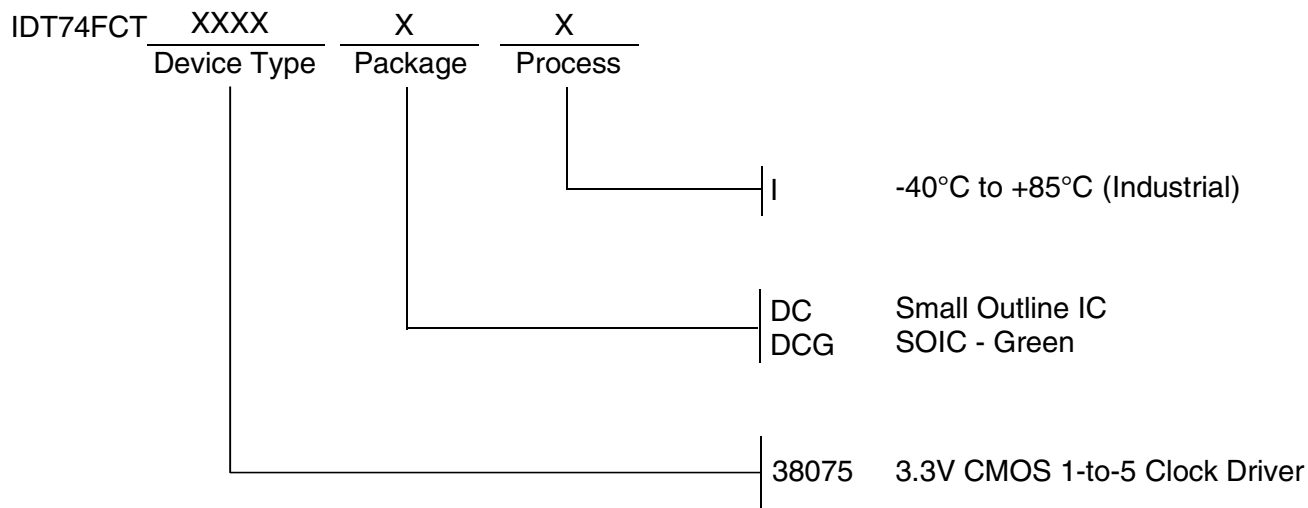 IDT74FCT XXXX X X
Device Type Package Process
I -40°C to +85°C (Industrial)
DC Small Outline IC
DCG SOIC - Green
38075 3.3V CMOS 1-to-5 Clock Driver